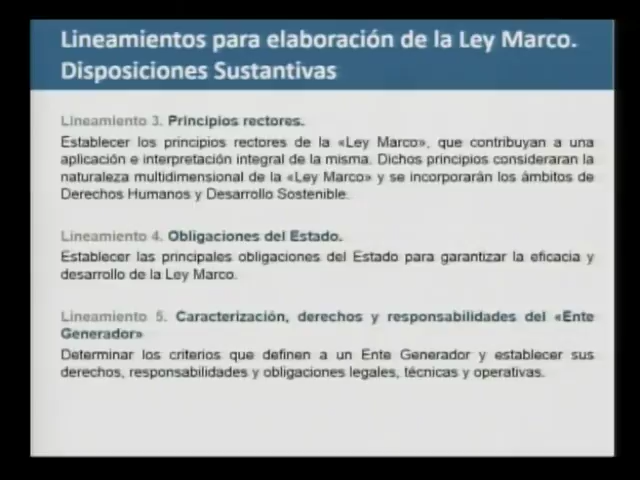 Lineamientos para elaboración de la Ley Marco.
Disposiciones Sustantivas
Lineamiento 3. Principios rectores.
Establecer los principios rectores de la «Ley Marco», que contribuyan a una
aplicación e interpretación integral de la misma. Dichos principios consideraran la
naturaleza multidimensional de la «Ley Marco» y se incorporarán los ámbitos de
Derechos Humanos y Desarrollo Sostenible.
Lineamiento 4. Obligaciones del Estado.
Establecer las principales obligaciones del Estado para garantizar la eficacia y
desarrollo de la Ley Marco.
Lineamiento 5. Caracterización, derechos y responsabilidades del «Ente
Generador»
Determinar los criterios que definen a un Ente Generador y establecer sus
derechos, responsabilidades y obligaciones legales, técnicas y operativas.